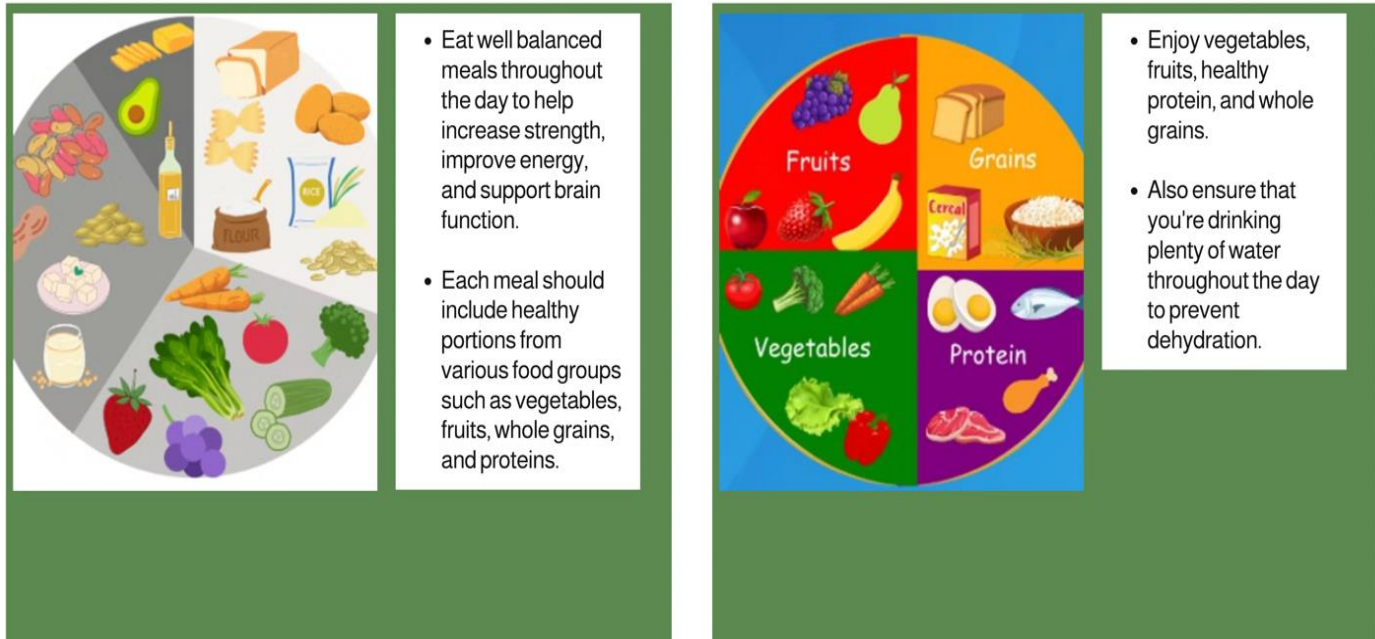 RICE
FLOUR
• Eat well balanced
meals throughout
the day to help
increase strength,
improve energy,
and support brain
function.
• Each meal should
include healthy
portions from
various food groups
such as vegetables,
fruits, whole grains,
and proteins.
Fruits
Grains
Cereal
Vegetables
Protein
• Enjoy vegetables,
fruits, healthy
protein, and whole
grains.
• Also ensure that
you're drinking
plenty of water
throughout the day
to prevent
dehydration.